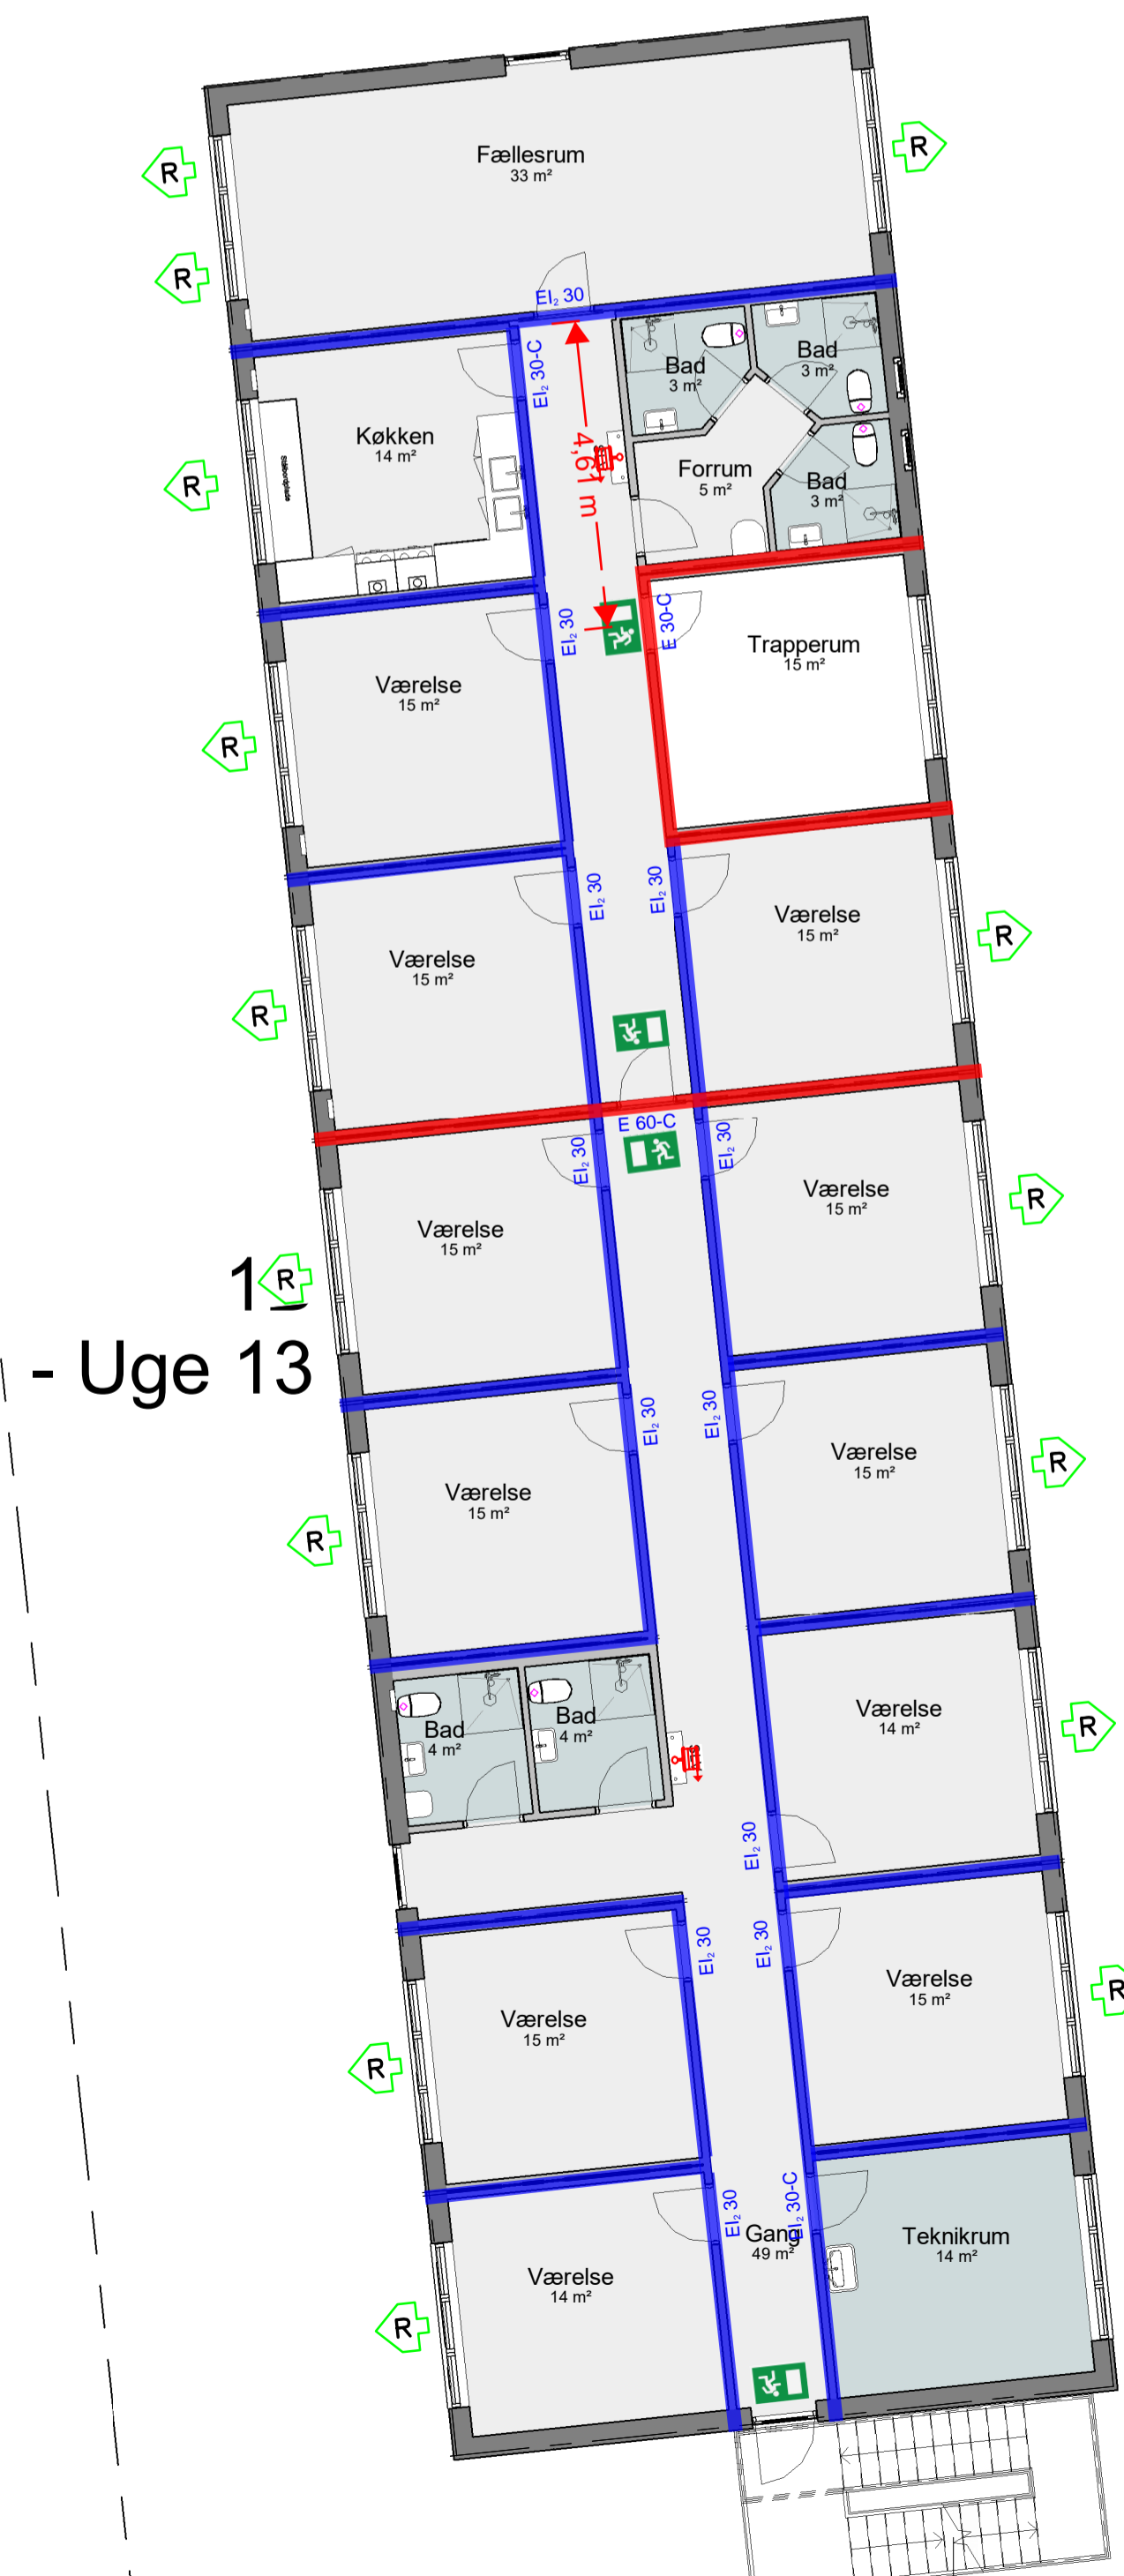 R
R
Fællesrum
33 m²
R
EI₂ 30
EI₂ 30-C
Bad
3 m²
Bad
3 m²
Køkken
14 m²
4,61 m
Forrum
5 m²
Bad
3 m²
R
EI₂ 30
E 30-C
Trapperum
15 m²
Værelse
15 m²
R
EI₂ 30
EI₂ 30
Værelse
15 m²
R
Værelse
15 m²
R
E 60-C
EI₂ 30
EI₂ 30
Værelse
15 m²
R
Værelse
15 m²
R
- Uge 13
EI₂ 30
EI₂ 30
Værelse
15 m²
R
Værelse
15 m²
R
Bad
4 m²
Bad
4 m²
Værelse
14 m²
R
EI₂ 30
EI₂ 30
EI₂ 30
Værelse
15 m²
R
Værelse
15 m²
R
EI₂ 30
EI₂ 30-C
Gang
49 m²
Teknikrum
14 m²
Værelse
14 m²
R